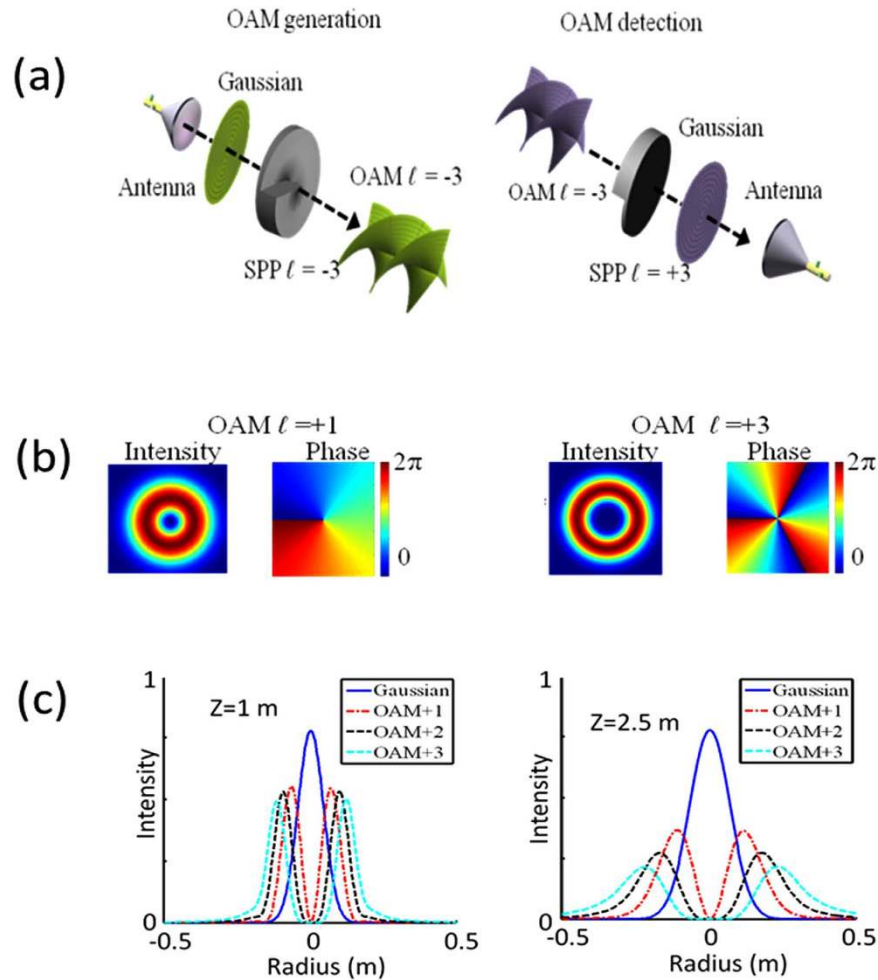 OAM generation
OAM detection
(a)
Gaussian
Antenna
OAM ℓ = -3
SPP ℓ = -3
OAM ℓ = -3
Gaussian
Antenna
SPP ℓ = +3
(b)
OAM ℓ =+1
Intensity Phase
2π
0
OAM ℓ =+3
Intensity Phase
2π
0
(c)
1
Z=1 m
Gaussian
OAM+1
OAM+2
OAM+3
Intensity
0
-0.5 0 0.5
Radius (m)
1
Z=2.5 m
Gaussian
OAM+1
OAM+2
OAM+3
Intensity
0
-0.5 0 0.5
Radius (m)